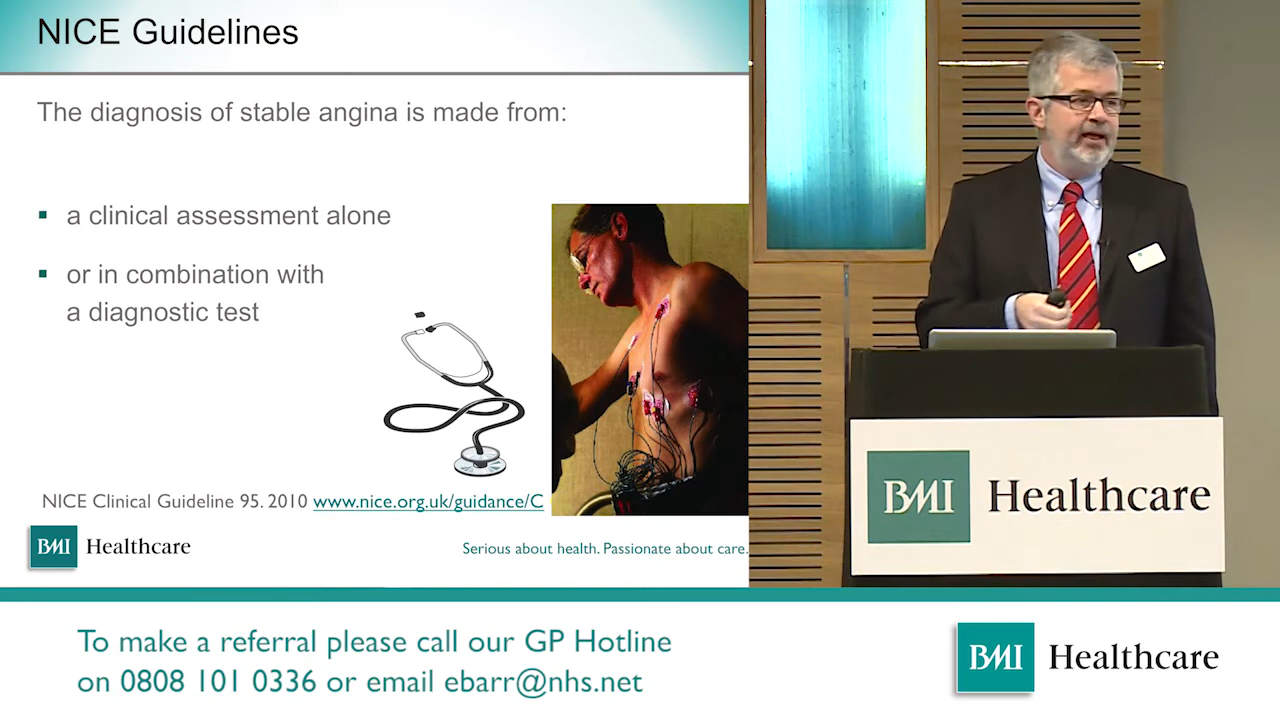 NICE Guidelines
The diagnosis of stable angina is made from:
▪ a clinical assessment alone
▪ or in combination with
a diagnostic test
NICE Clinical Guideline 95. 2010 www.nice.org.uk/guidance/C
BMI Healthcare
Serious about health. Passionate about care.
BMI Healthcare
To make a referral please call our GP Hotline
on 0808 101 0336 or email ebarr@nhs.net
BMI Healthcare